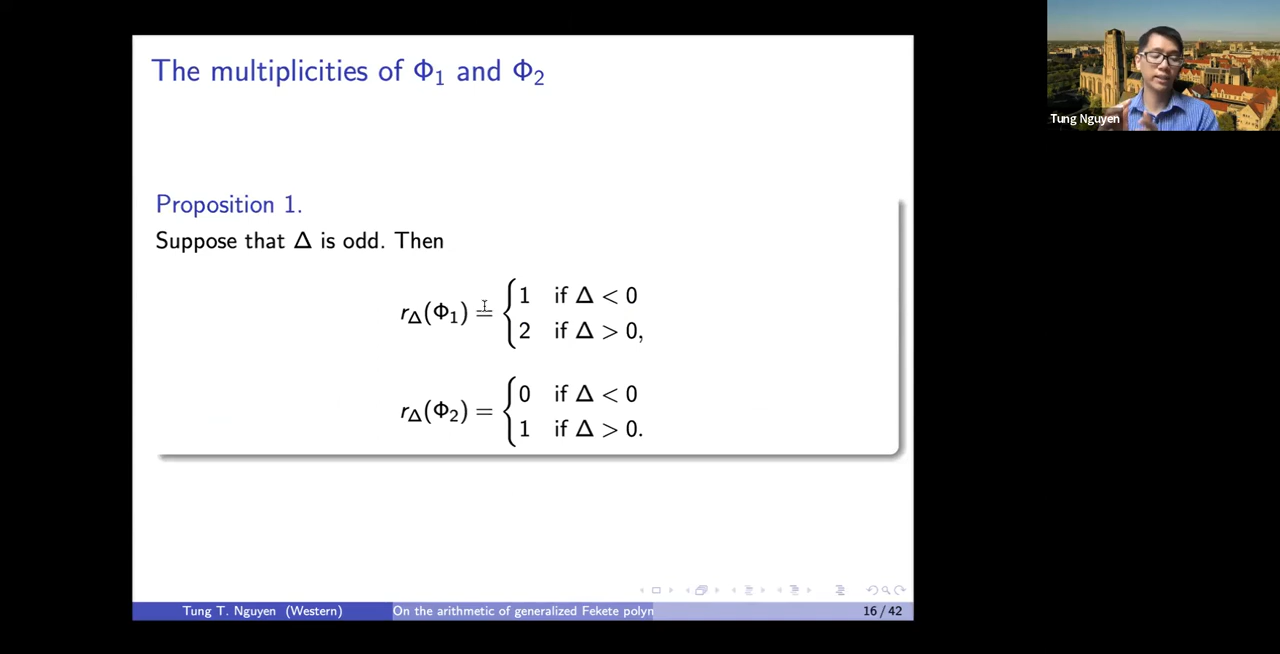 The multiplicities of Φ₁ and Φ₂
Tung Nguyen
Proposition 1.
Suppose that Δ is odd. Then
r_Δ(Φ₁) = { 1 if Δ < 0
2 if Δ > 0,
r_Δ(Φ₂) = { 0 if Δ < 0
1 if Δ > 0.
Tung T. Nguyen (Western) On the arithmetic of generalized Fekete polyn 16 / 42